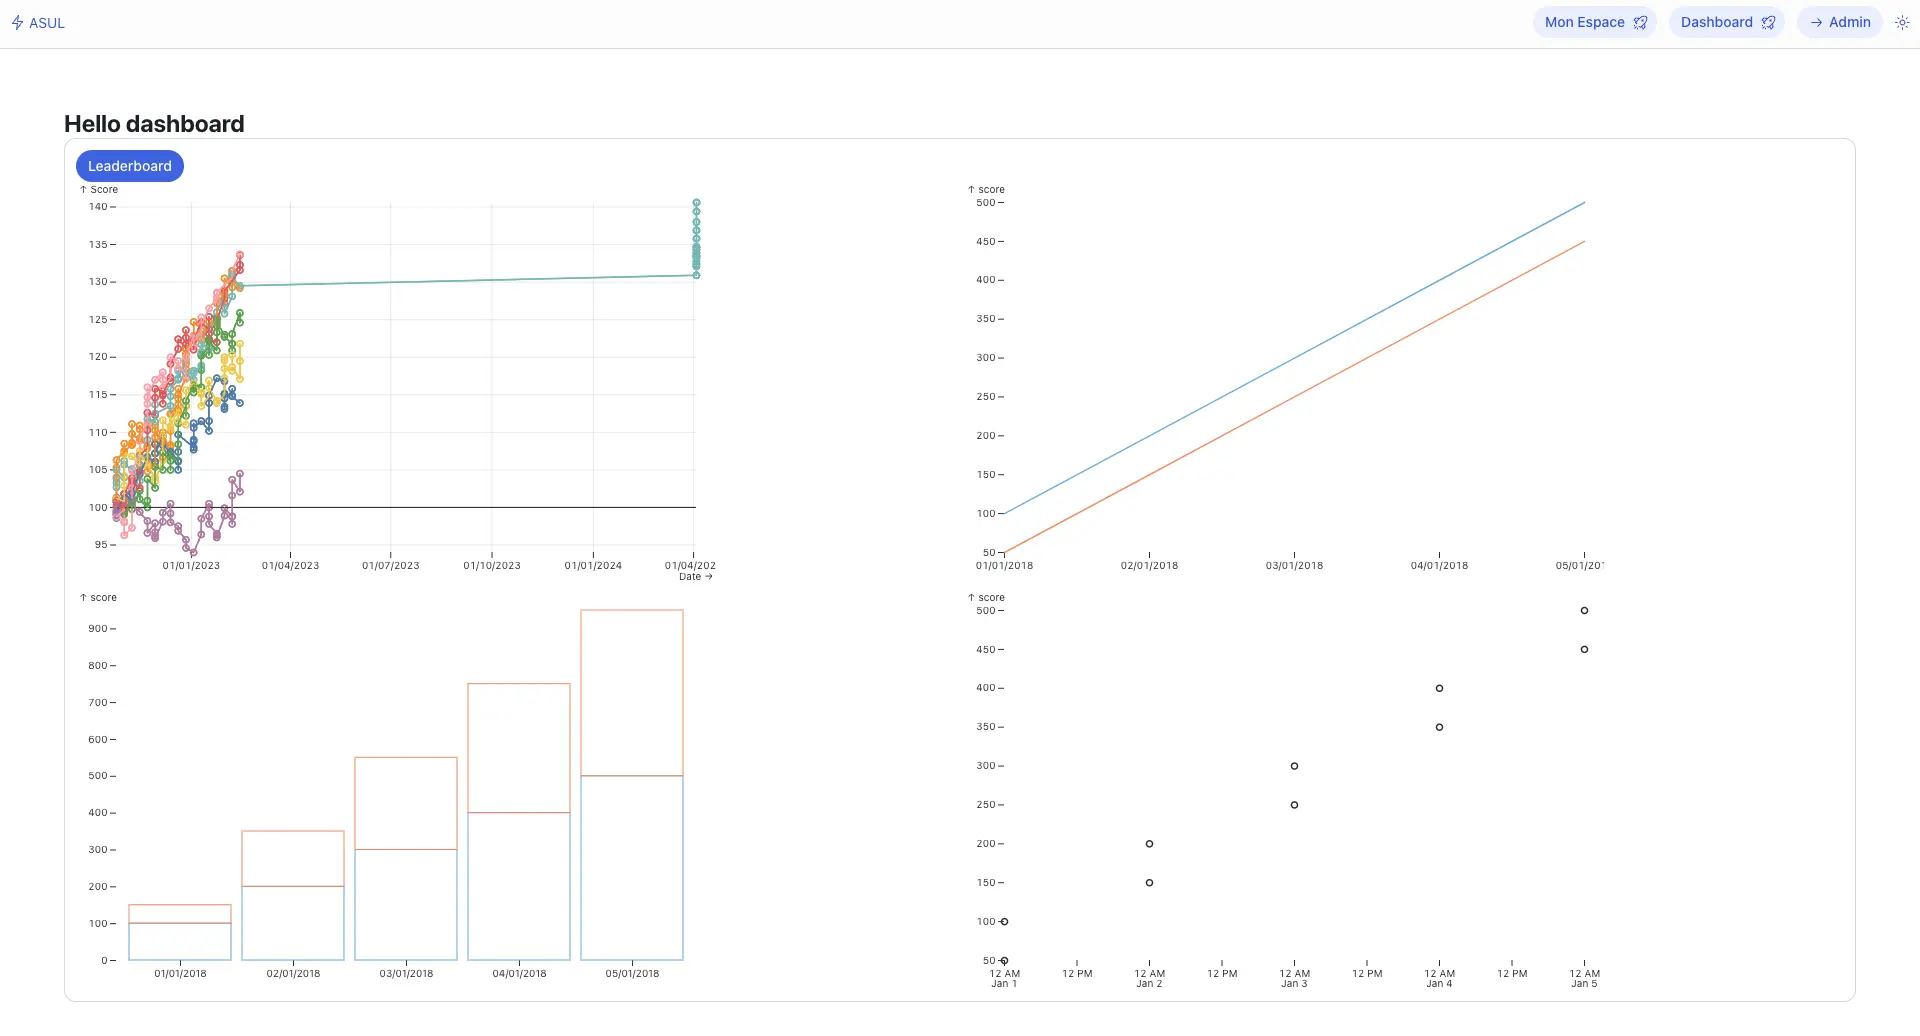 ASUL
Mon Espace
Dashboard
→ Admin
Hello dashboard
Leaderboard
↑ Score
140
135
130
125
120
115
110
105
100
95
01/01/2023 01/04/2023 01/07/2023 01/10/2023 01/01/2024 01/04/202
Date →
↑ score
500
450
400
350
300
250
200
150
100
50
01/01/2018 02/01/2018 03/01/2018 04/01/2018 05/01/201
↑ score
900
800
700
600
500
400
300
200
100
0
01/01/2018 02/01/2018 03/01/2018 04/01/2018 05/01/2018
↑ score
500
450
400
350
300
250
200
150
100
50
12 AM 12 PM 12 AM 12 PM 12 AM 12 PM 12 AM 12 PM 12 AM
Jan 1 Jan 2 Jan 3 Jan 4 Jan 5